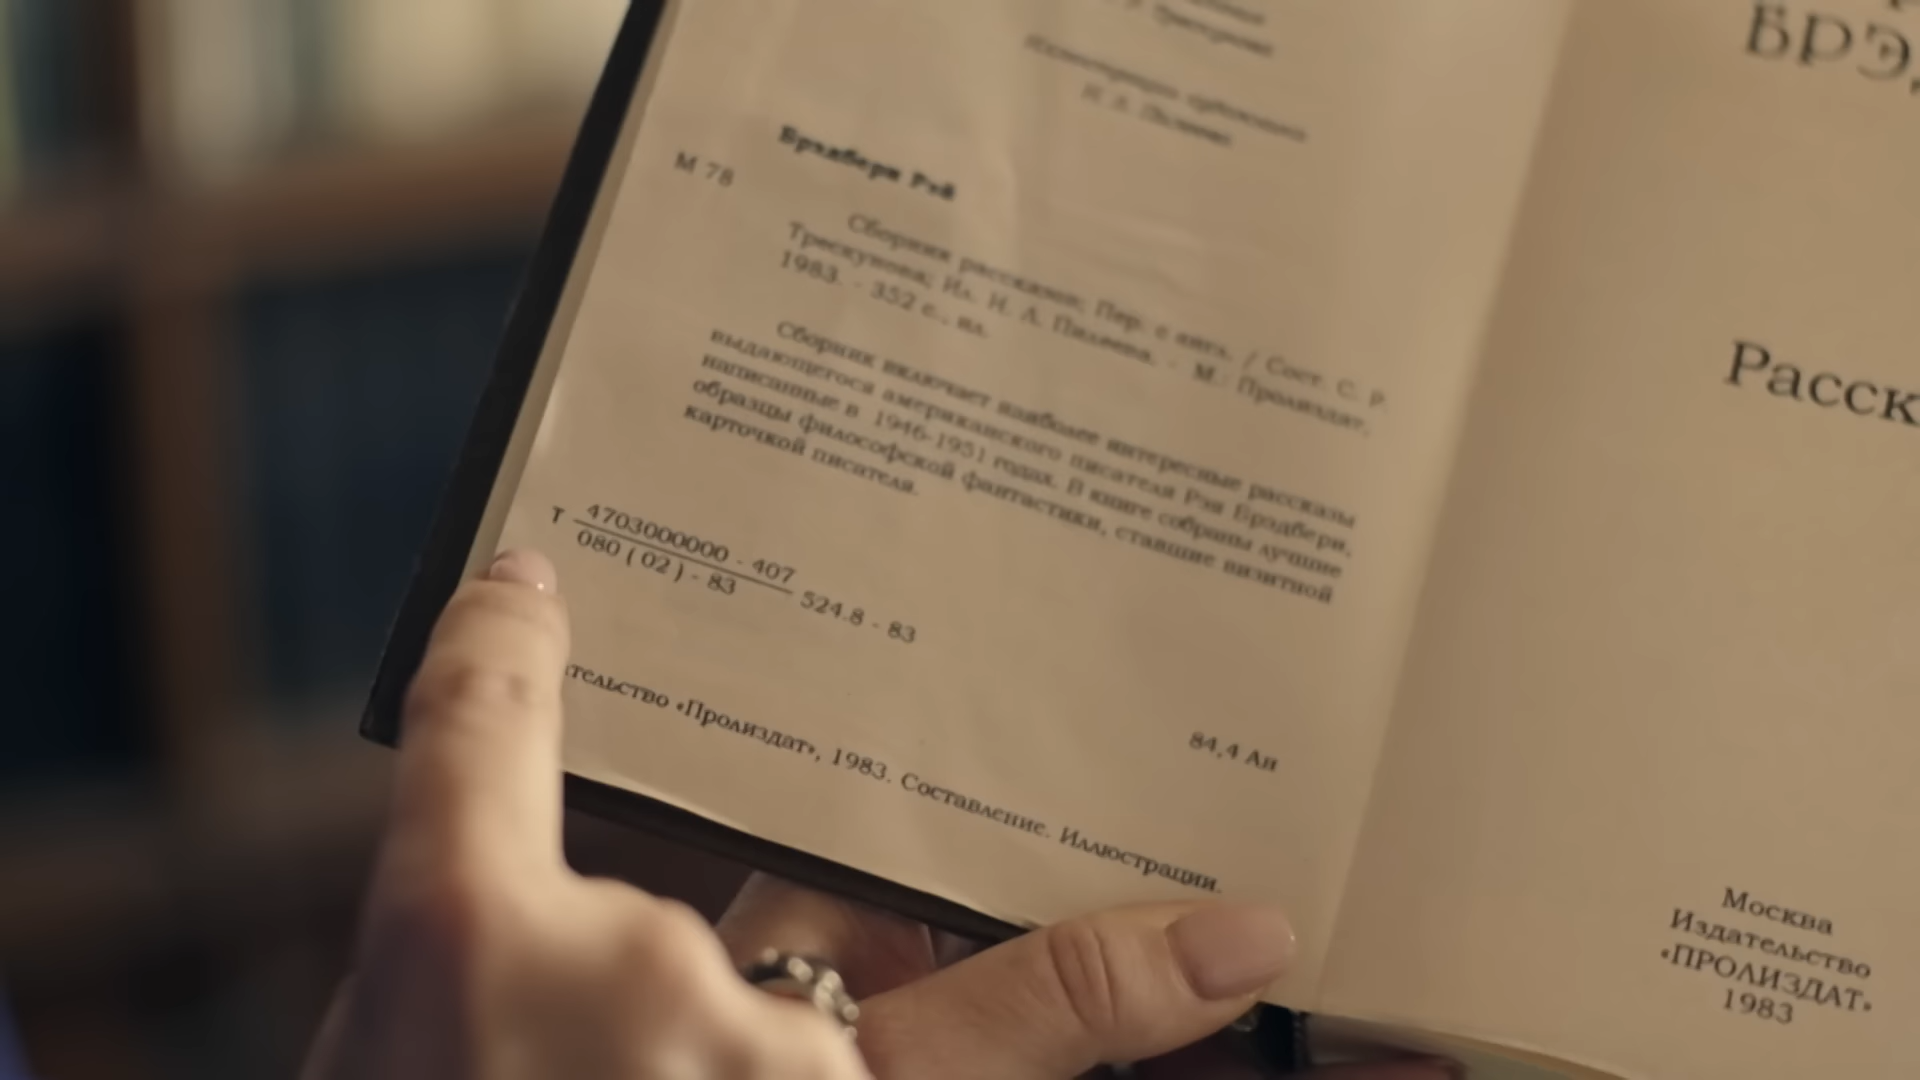 Брэдбери Рэй
М 78
Сборник рассказов; Пер. с англ. / Сост. С. Р.
Трескунова; Ил. Н. А. Пиляева. - М.: Пролиздат,
1983. - 352 с., ил.
Сборник включает наиболее интересные рассказы
выдающегося американского писателя Рэя Брэдбери,
написанные в 1946-1951 годах. В книге собраны лучшие
образцы философской фантастики, ставшие визитной
карточкой писателя.
Т 4703000000 - 407
080 ( 02 ) - 83
524.8 - 83
84.4 Ан
ательство «Пролиздат», 1983. Составление. Иллюстрации.
БРЭД
Расск
Москва
Издательство
«ПРОЛИЗДАТ»
1983